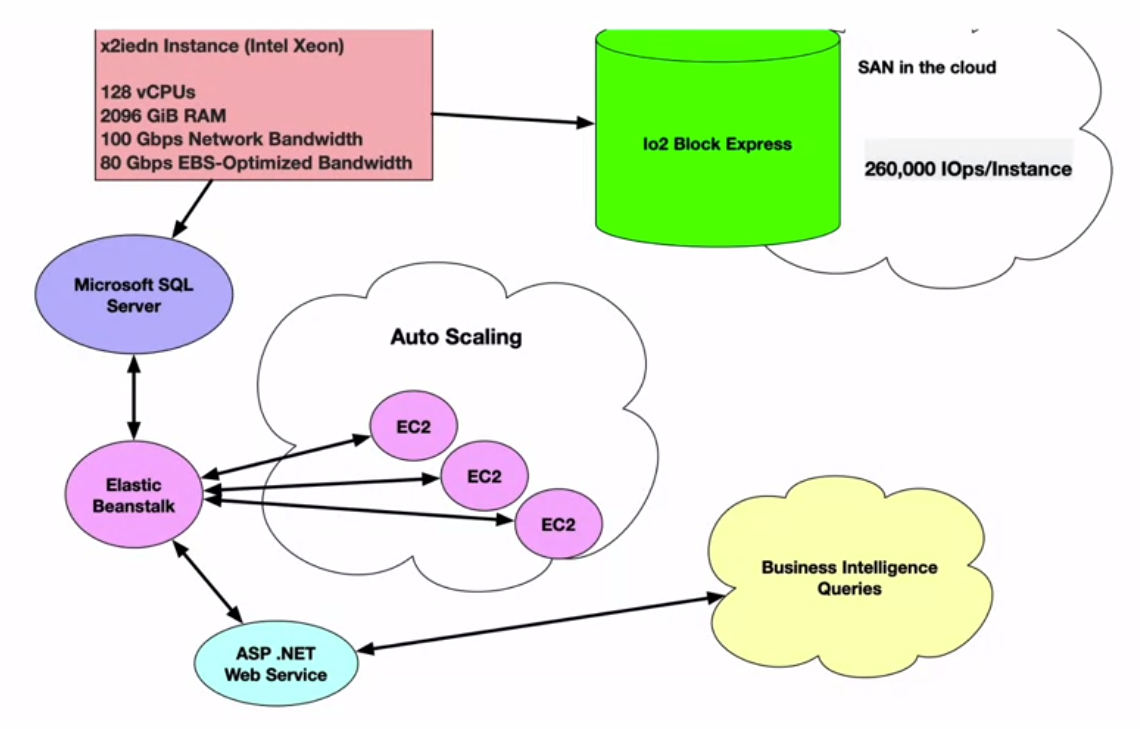 x2iedn Instance (Intel Xeon)
128 vCPUs
2096 GiB RAM
100 Gbps Network Bandwidth
80 Gbps EBS-Optimized Bandwidth
Io2 Block Express
SAN in the cloud
260,000 IOps/Instance
Microsoft SQL
Server
Auto Scaling
EC2
EC2
EC2
Elastic
Beanstalk
Business Intelligence
Queries
ASP .NET
Web Service